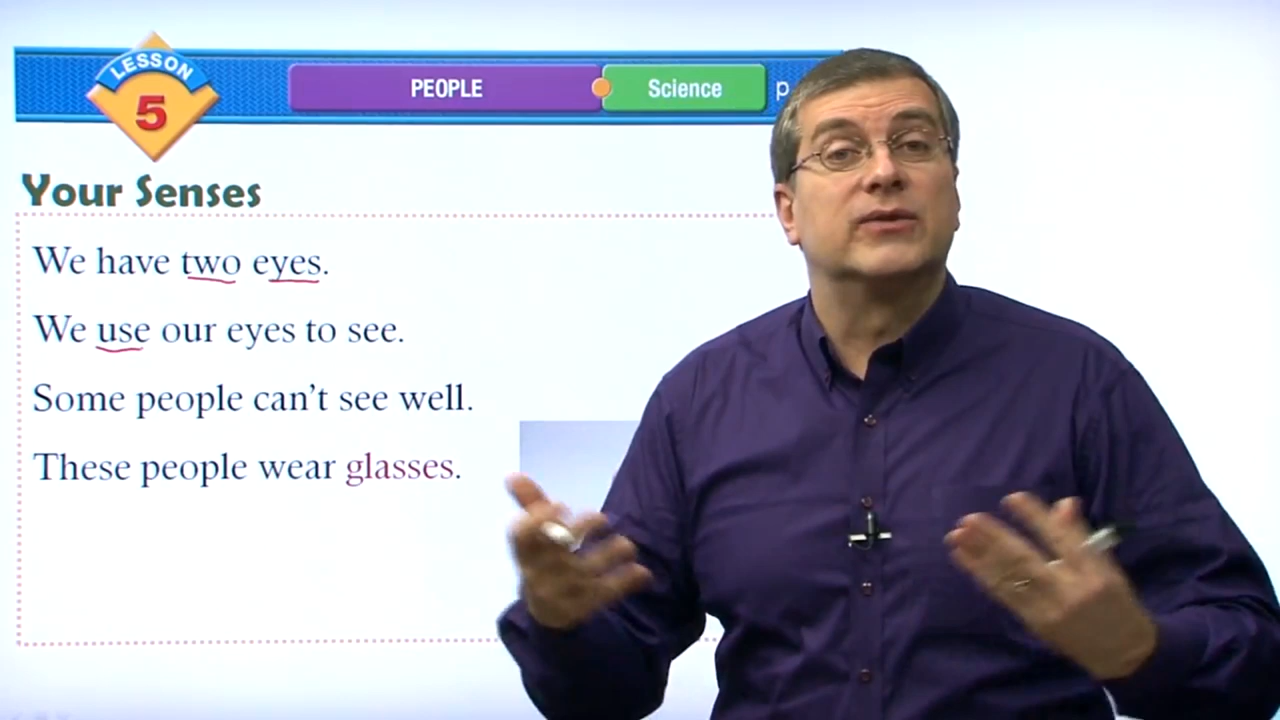 LESSON
5
PEOPLE
Science
p
Your Senses
We have two eyes.
We use our eyes to see.
Some people can't see well.
These people wear glasses.